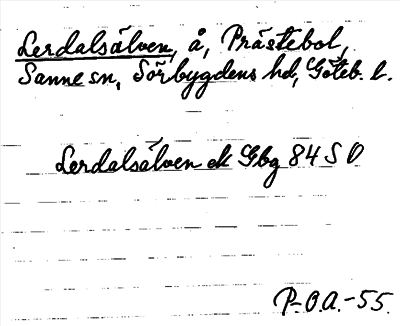 Lerdalsälven, å, Prästebol,
Sanne sn, Sörbygdens hd, Göteb. l.
Lerdalsälven ek Gbg 84 S O
P-O.A.-55.